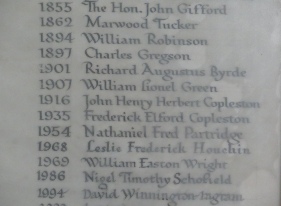 1855 The Hon. John Gifford
1862 Marwood Tucker
1894 William Robinson
1897 Charles Gregson
1901 Richard Augustus Byrde
1907 William Lionel Green
1916 John Henry Herbert Copleston
1935 Frederick Elford Copleston
1954 Nathaniel Fred Partridge
1968 Leslie Frederick Houchin
1969 William Easton Wright
1986 Nigel Timothy Schofield
1994 David Winnington-Ingram